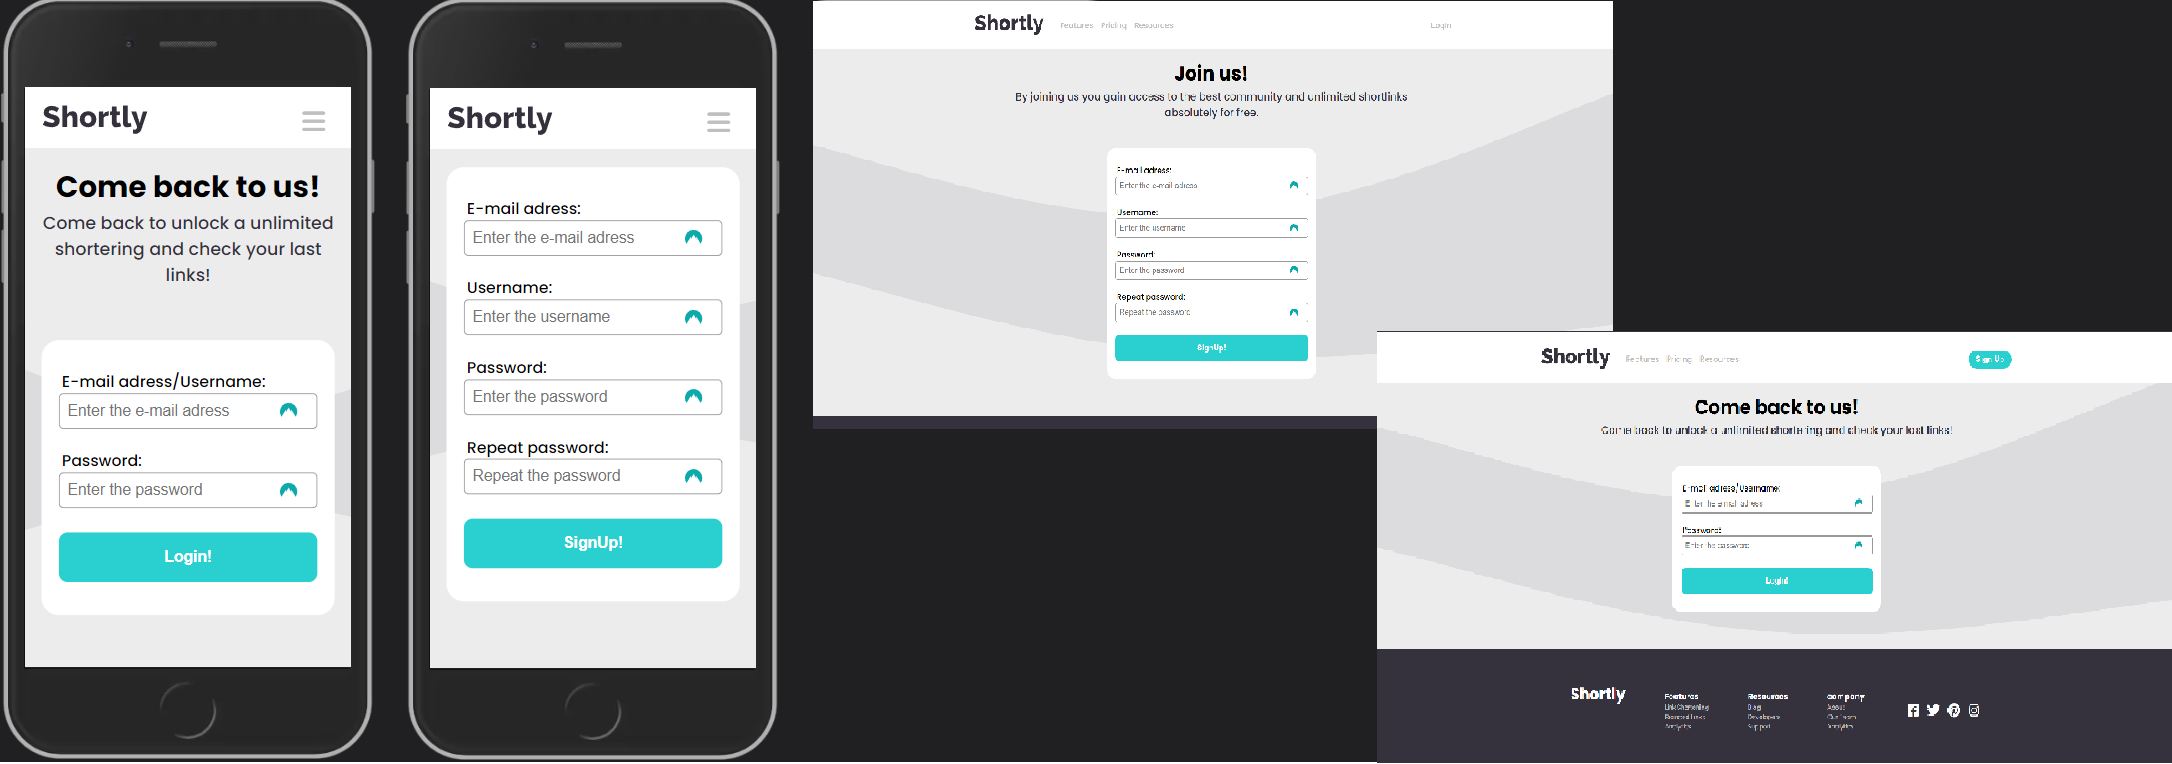 Shortly
Come back to us!
Come back to unlock a unlimited
shortering and check your last
links!
E-mail adress/Username:
Enter the e-mail adress
Password:
Enter the password
Login!
Shortly
E-mail adress:
Enter the e-mail adress
Username:
Enter the username
Password:
Enter the password
Repeat password:
Repeat the password
SignUp!
Shortly Features Pricing Resources Login
Join us!
By joining us you gain access to the best community and unlimited shortlinks
absolutely for free.
E-mail adress:
Enter the e-mail adress
Username:
Enter the username
Password:
Enter the password
Repeat password:
Repeat the password
SignUp!
Shortly Features Pricing Resources Sign Up
Come back to us!
Come back to unlock a unlimited shortering and check your last links!
E-mail adress/Username:
Enter the e-mail adress
Password:
Enter the password
Login!
Shortly
Features
Link Shortening
Branded Links
Analytics
Resources
Blog
Developers
Support
Company
About
Our Team
Analytics